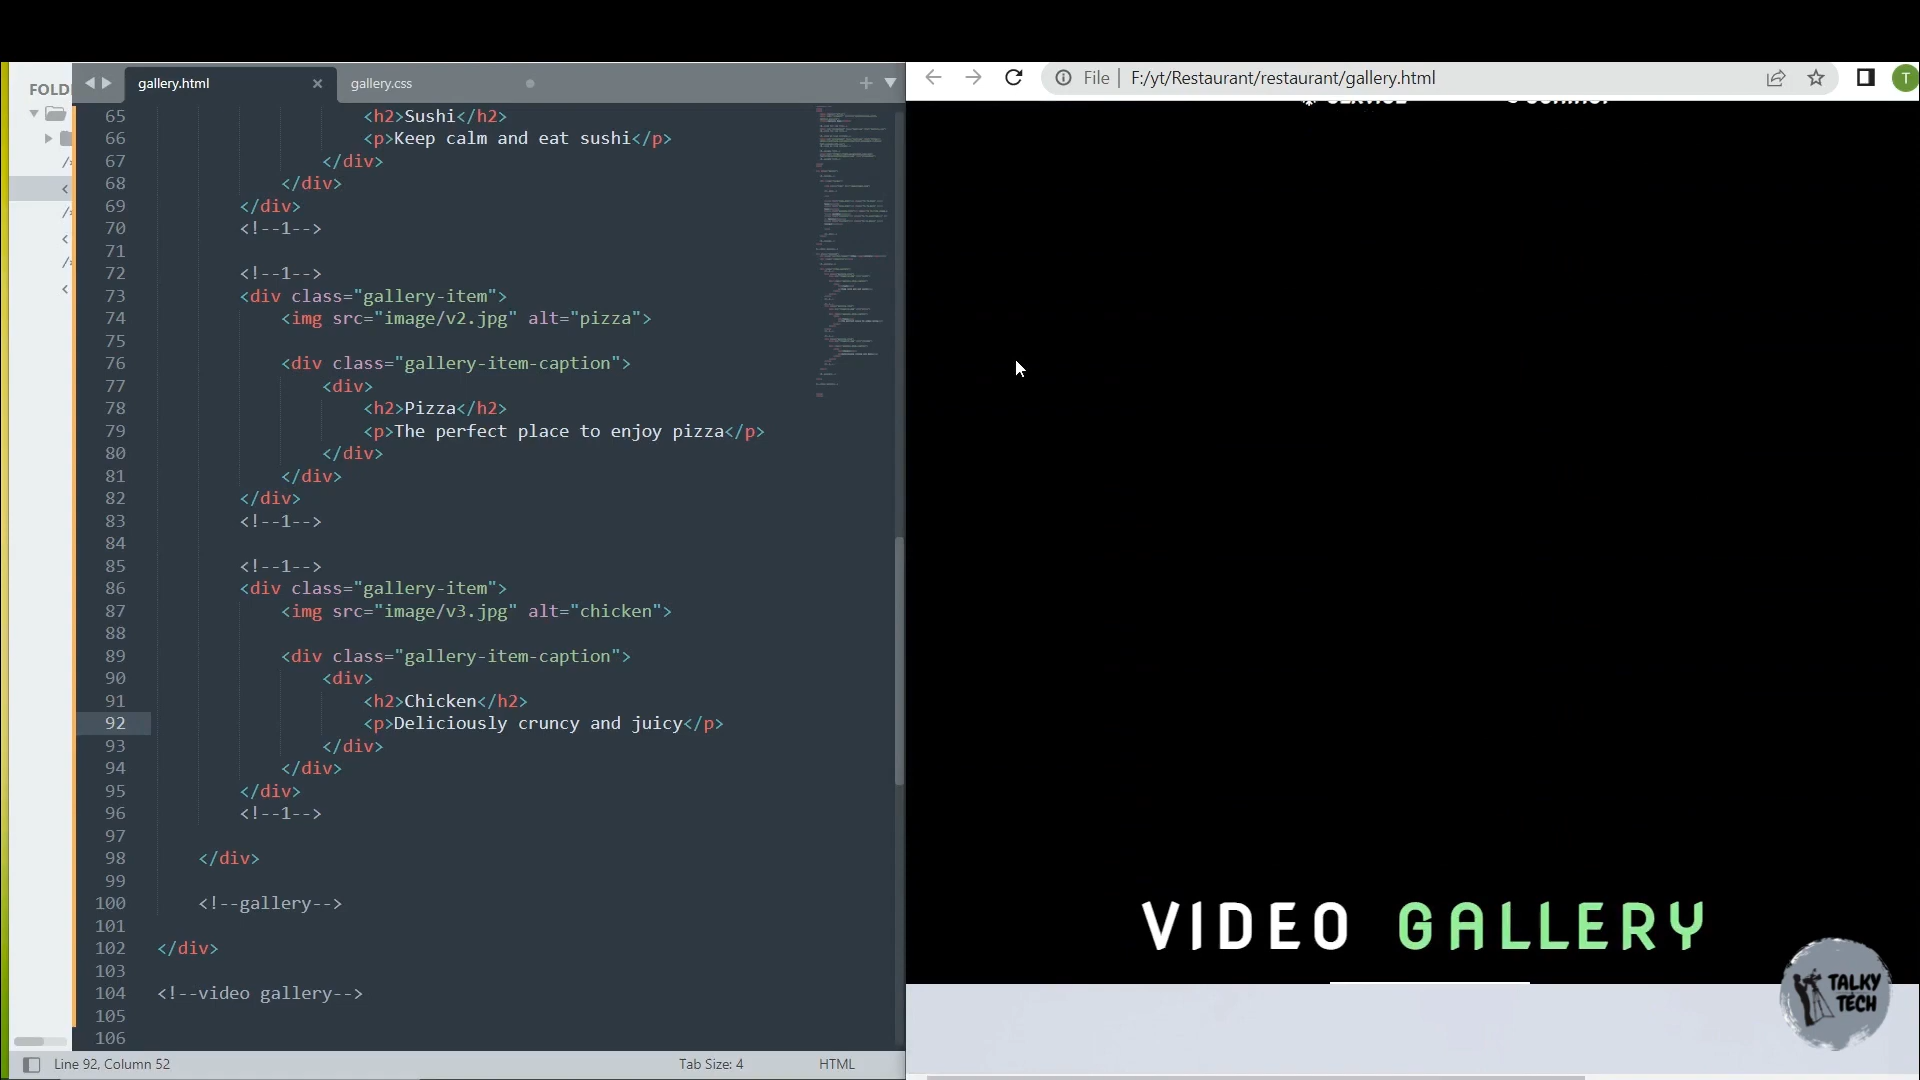 FOLD
gallery.html
gallery.css
File
F:/yt/Restaurant/restaurant/gallery.html
T
SERVICE
65 <h2>Sushi</h2>
66 <p>Keep calm and eat sushi</p>
67 </div>
68 </div>
69 </div>
70 <!--1-->
71
72 <!--1-->
73 <div class="gallery-item">
74 <img src="image/v2.jpg" alt="pizza">
75
76 <div class="gallery-item-caption">
77 <div>
78 <h2>Pizza</h2>
79 <p>The perfect place to enjoy pizza</p>
80 </div>
81 </div>
82 </div>
83 <!--1-->
84
85 <!--1-->
86 <div class="gallery-item">
87 <img src="image/v3.jpg" alt="chicken">
88
89 <div class="gallery-item-caption">
90 <div>
91 <h2>Chicken</h2>
92 <p>Deliciously cruncy and juicy</p>
93 </div>
94 </div>
95 </div>
96 <!--1-->
97
98 </div>
99
100 <!--gallery-->
101
102 </div>
103
104 <!--video gallery-->
105
106
VIDEO GALLERY
TALKY
TECH
Line 92, Column 52
Tab Size: 4
HTML